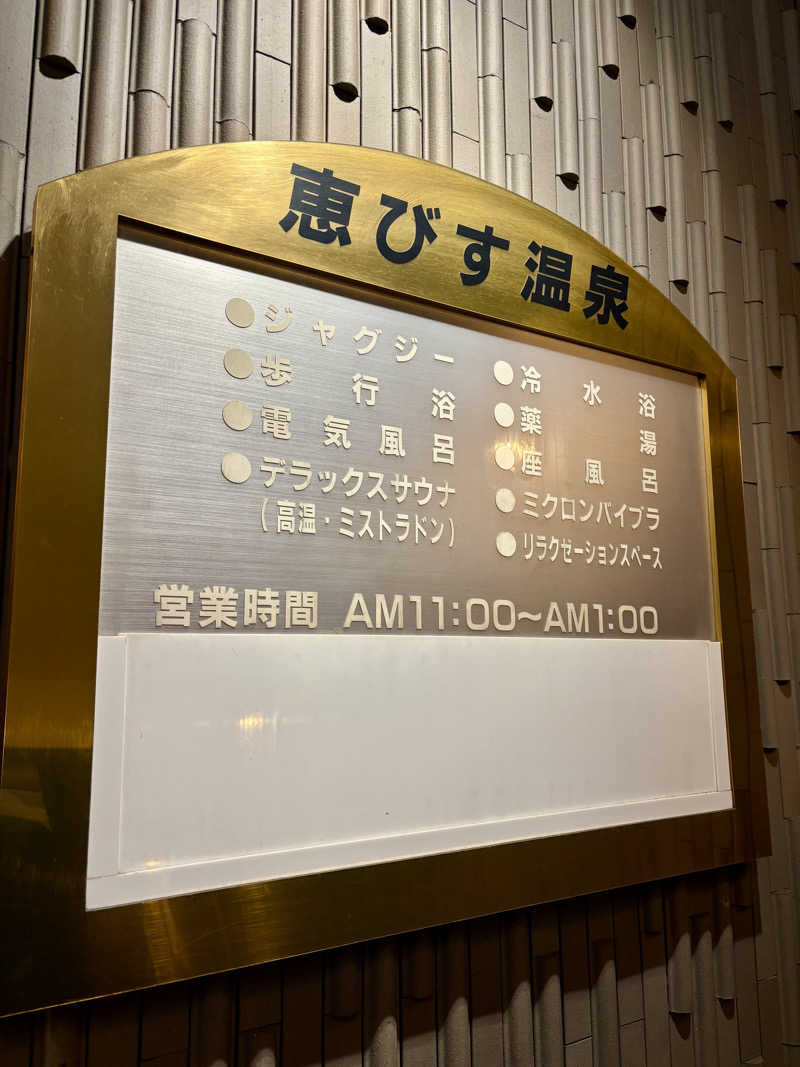 恵びす温泉
●ジャグジー
●歩行浴
●電気風呂
●デラックスサウナ
(高温・ミストラドン)
●冷水浴
●薬湯
●座風呂
●ミクロンバイブラ
●リラクゼーションスペース
営業時間 AM11:00～AM1:00